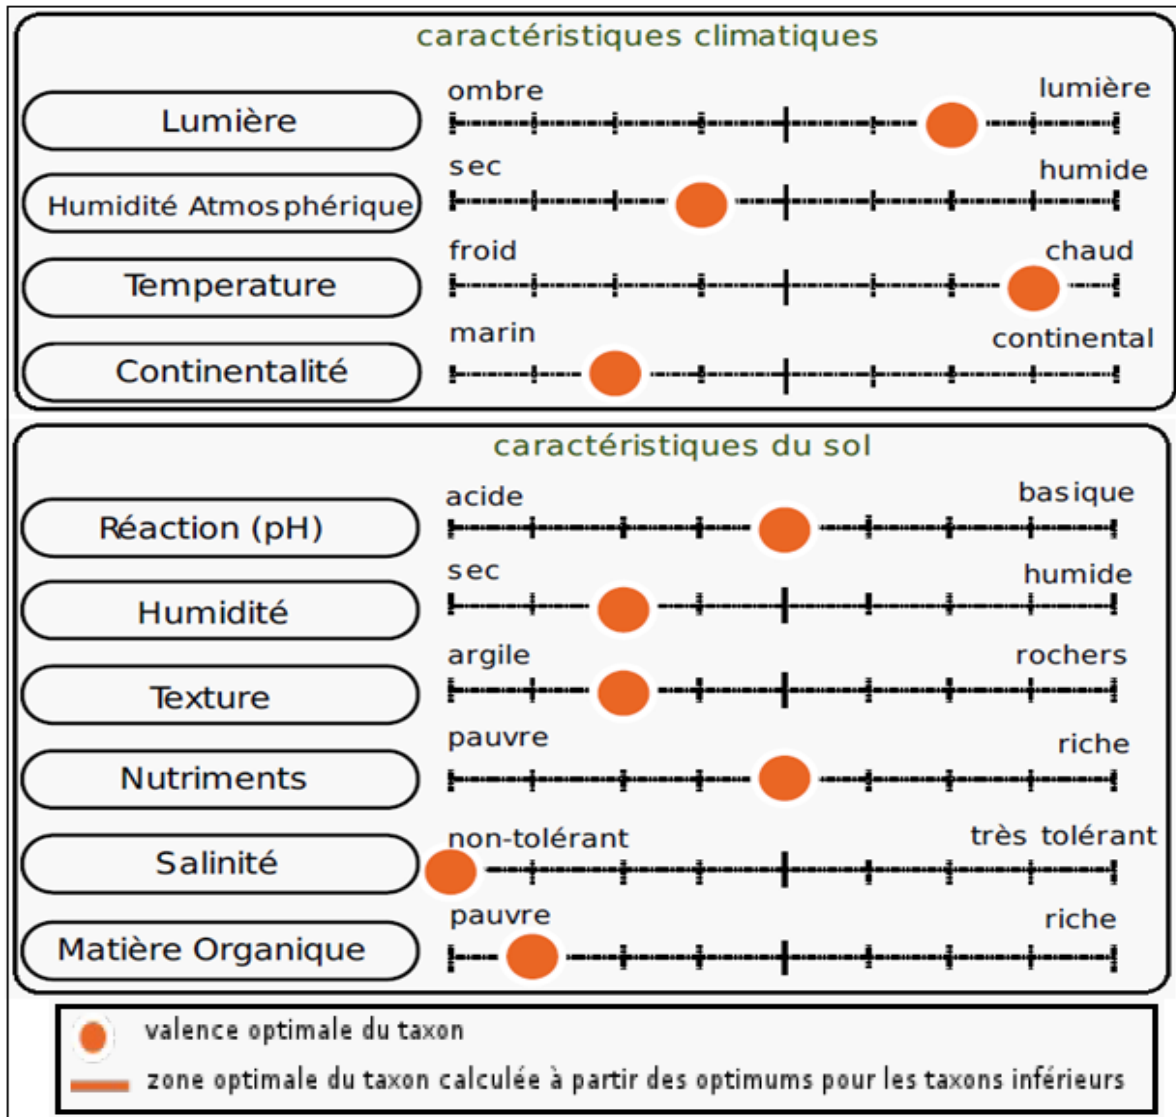 caractéristiques climatiques
Lumière
ombre
lumière
Humidité Atmosphérique
sec
humide
Temperature
froid
chaud
Continentalité
marin
continental
caractéristiques du sol
Réaction (pH)
acide
basique
Humidité
sec
humide
Texture
argile
rochers
Nutriments
pauvre
riche
Salinité
non-tolérant
très tolérant
Matière Organique
pauvre
riche
valence optimale du taxon
zone optimale du taxon calculée à partir des optimums pour les taxons inférieurs